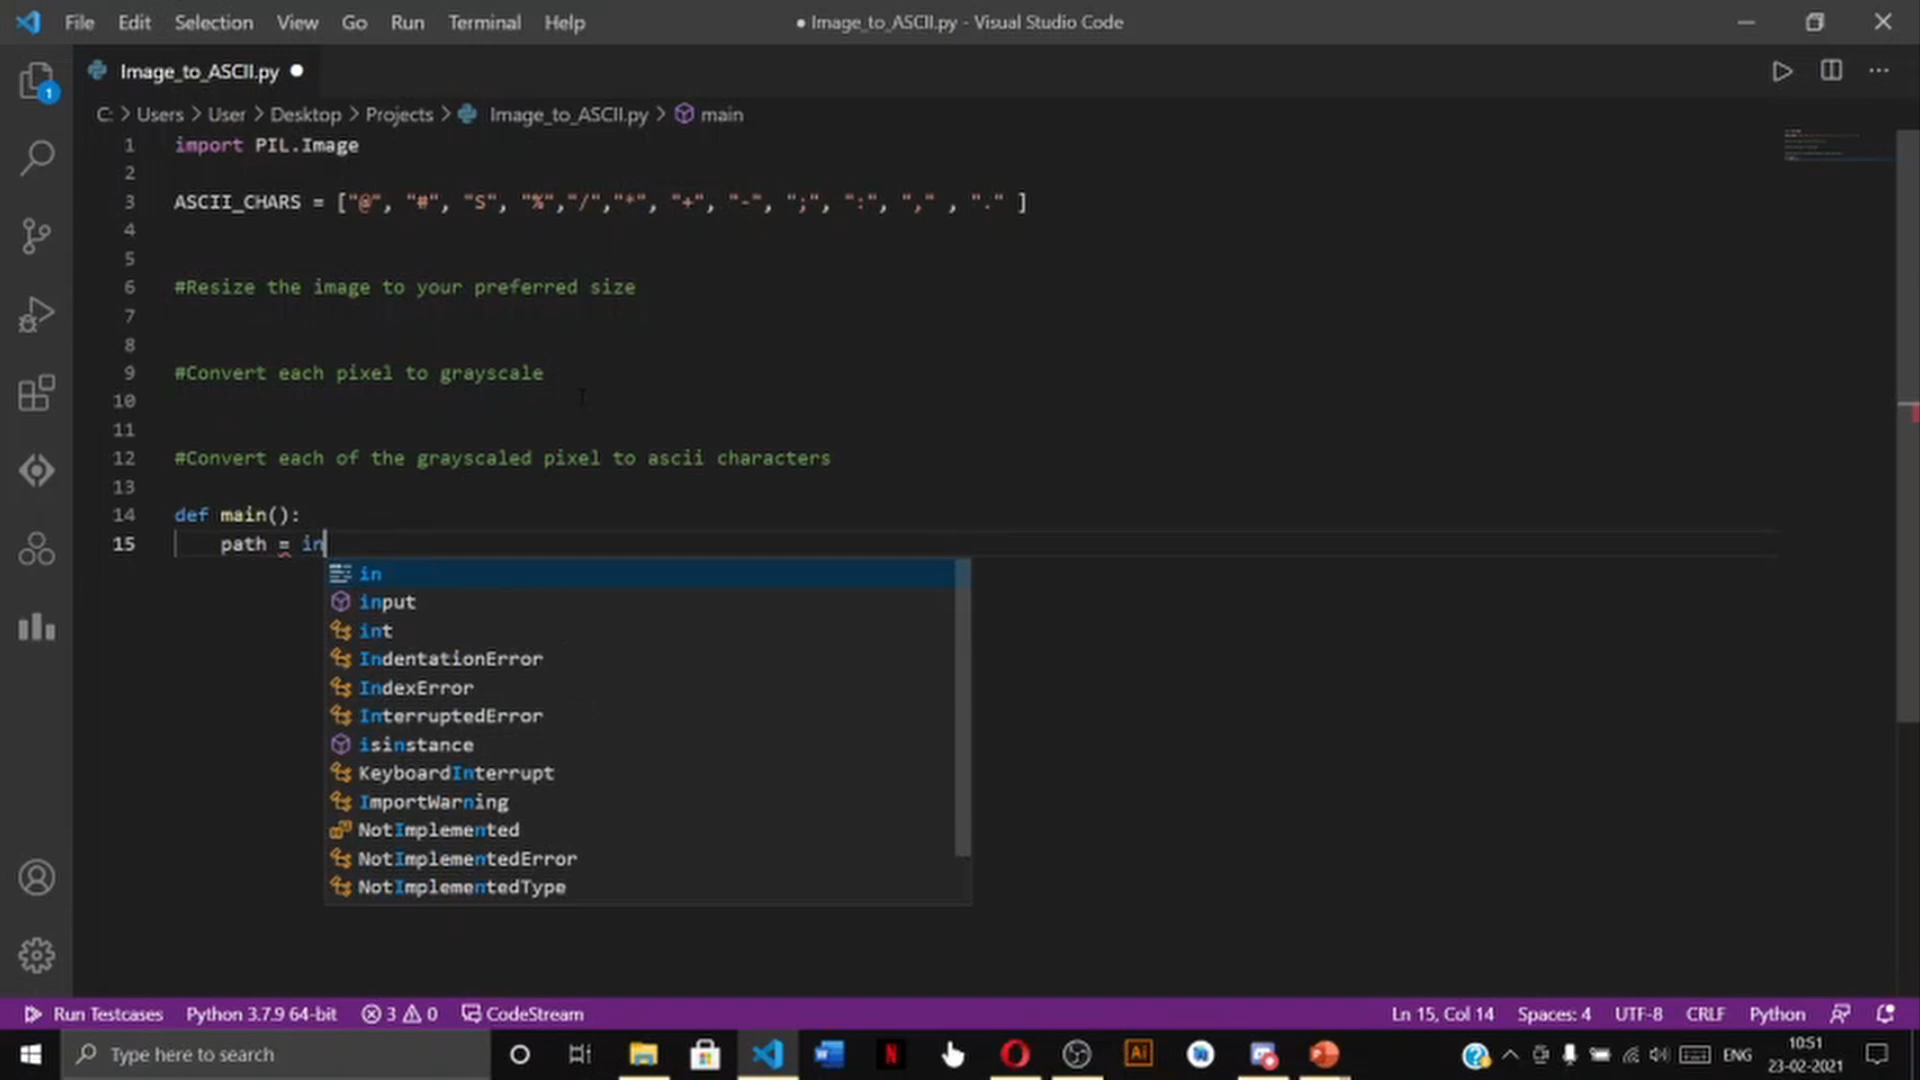 File Edit Selection View Go Run Terminal Help ● Image_to_ASCII.py - Visual Studio Code
Image_to_ASCII.py ●
C: > Users > User > Desktop > Projects > Image_to_ASCII.py > main
1 import PIL.Image
2
3 ASCII_CHARS = ["@", "#", "S", "%","/","*", "+", "-", ";", ":", "," , "." ]
4
5
6 #Resize the image to your preferred size
7
8
9 #Convert each pixel to grayscale
10
11
12 #Convert each of the grayscaled pixel to ascii characters
13
14 def main():
15 path = in
in
input
int
IndentationError
IndexError
InterruptedError
isinstance
KeyboardInterrupt
ImportWarning
NotImplemented
NotImplementedError
NotImplementedType
1
Run Testcases Python 3.7.9 64-bit 3 0 CodeStream Ln 15, Col 14 Spaces: 4 UTF-8 CRLF Python
Type here to search N Ai ENG 10:51
23-02-2021